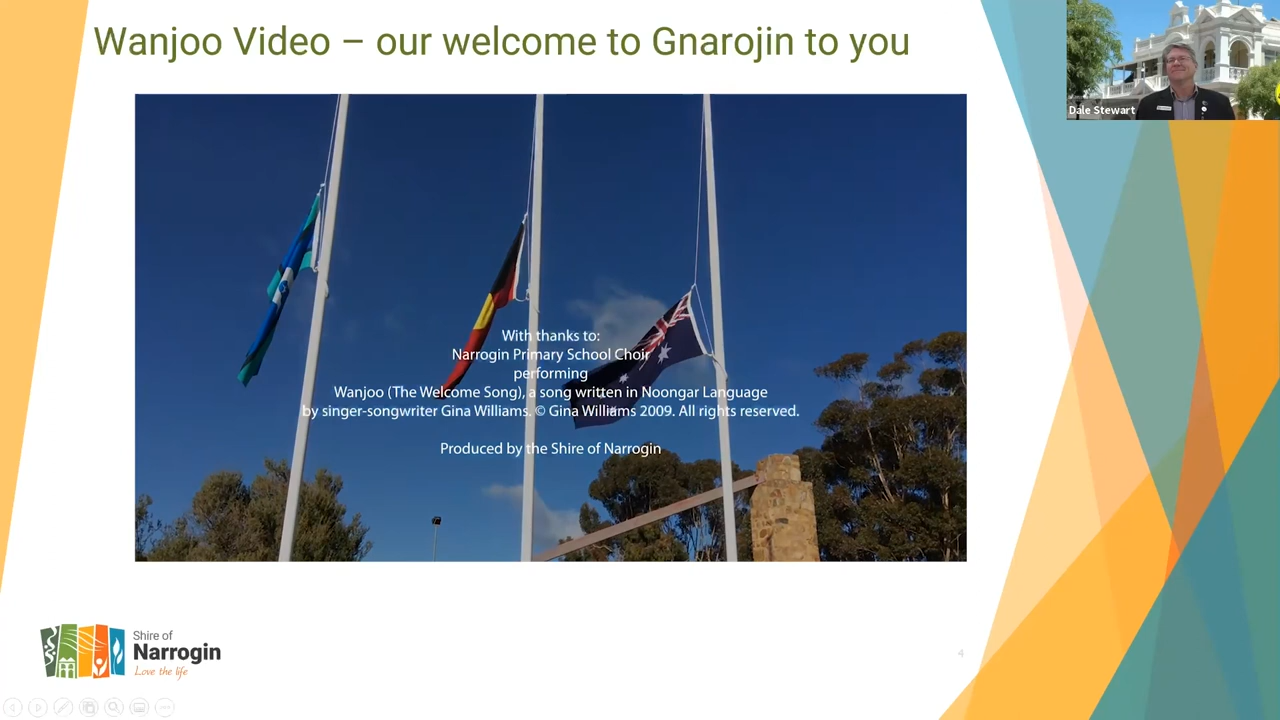 Wanjoo Video – our welcome to Gnarojin to you
Dale Stewart
With thanks to:
Narrogin Primary School Choir
performing
Wanjoo (The Welcome Song), a song written in Noongar Language
by singer-songwriter Gina Williams. © Gina Williams 2009. All rights reserved.
Produced by the Shire of Narrogin
Shire of
Narrogin
Love the life
4